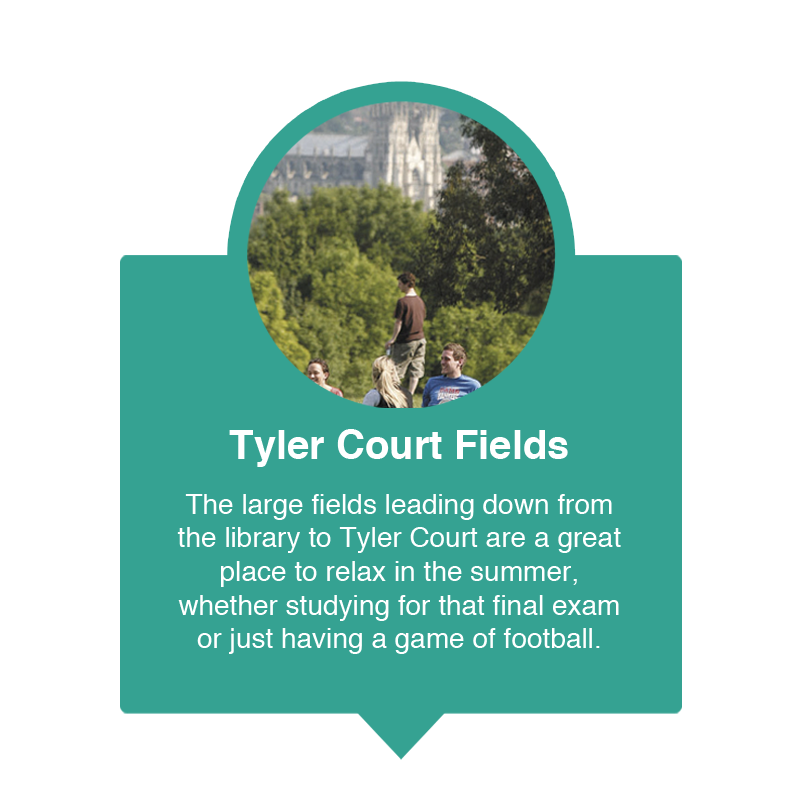 Tyler Court Fields
The large fields leading down from
the library to Tyler Court are a great
place to relax in the summer,
whether studying for that final exam
or just having a game of football.